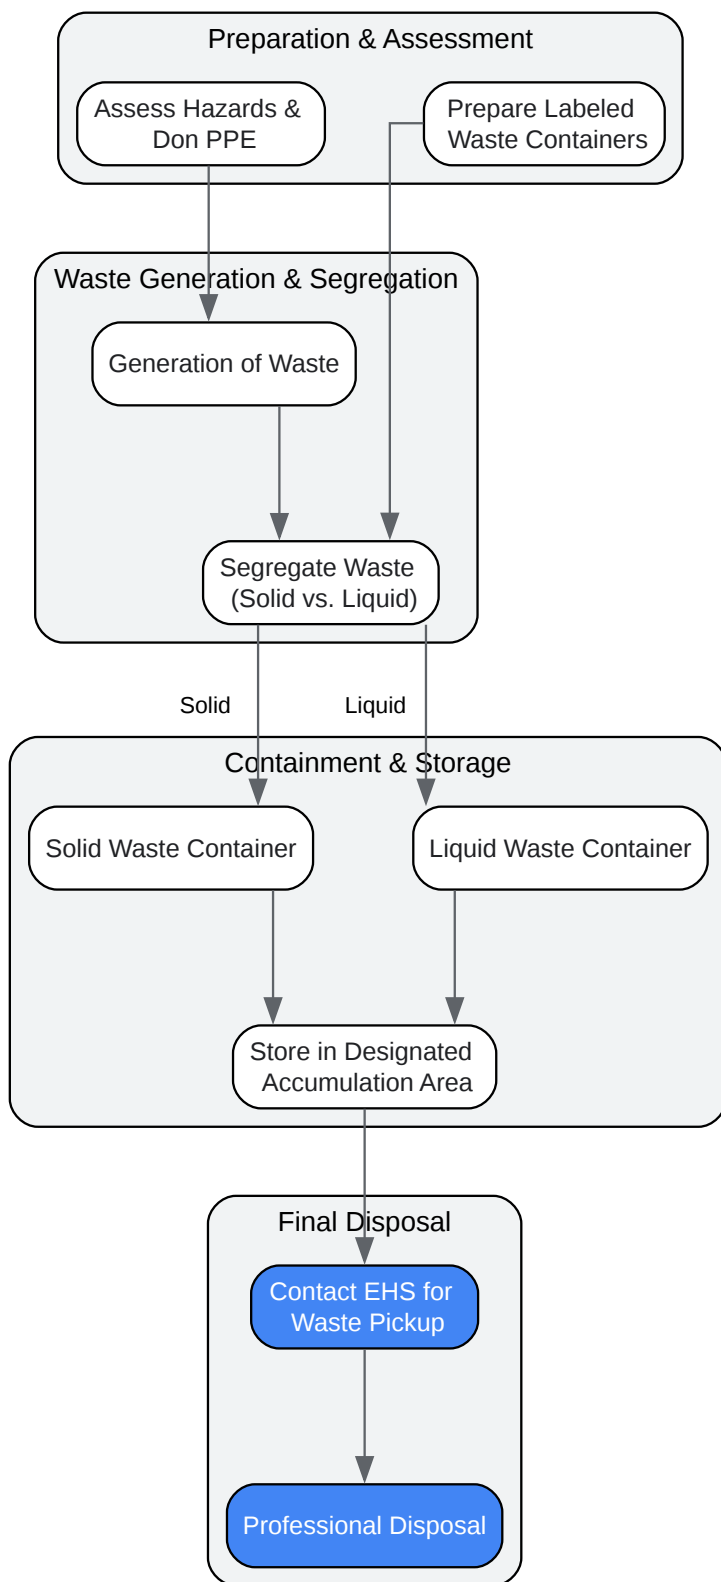 Preparation & Assessment
Assess Hazards &
Don PPE
Prepare Labeled
Waste Containers
Waste Generation & Segregation
Generation of Waste
Segregate Waste
(Solid vs. Liquid)
Solid
Liquid
Containment & Storage
Solid Waste Container
Liquid Waste Container
Store in Designated
Accumulation Area
Final Disposal
Contact EHS for
Waste Pickup
Professional Disposal